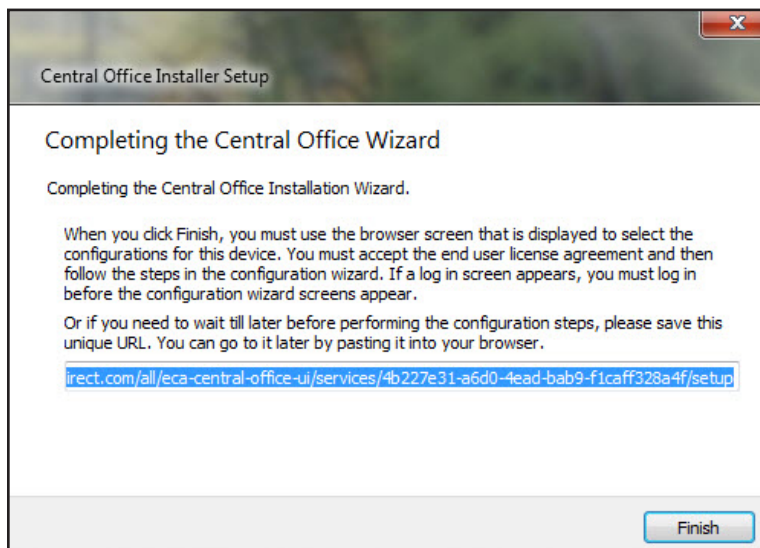 Central Office Installer Setup
Completing the Central Office Wizard
Completing the Central Office Installation Wizard.
When you click Finish, you must use the browser screen that is displayed to select the
configurations for this device. You must accept the end user license agreement and then
follow the steps in the configuration wizard. If a log in screen appears, you must log in
before the configuration wizard screens appear.
Or if you need to wait till later before performing the configuration steps, please save this
unique URL. You can go to it later by pasting it into your browser.
irect.com/all/eca-central-office-ui/services/4b227e31-a6d0-4ead-bab9-f1caff328a4f/setup
Finish